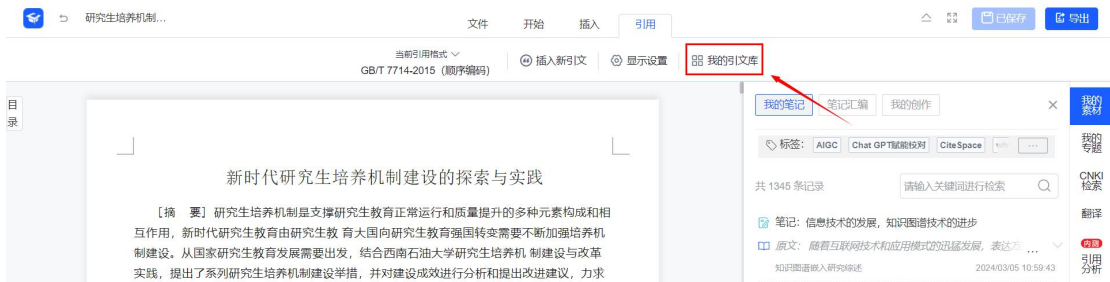 研究生培养机制...
文件 开始 插入 引用
已保存 导出
当前引用格式
GB/T 7714-2015（顺序编码）
插入新引文 显示设置 我的引文库
目录
新时代研究生培养机制建设的探索与实践
［摘　要］研究生培养机制是支撑研究生教育正常运行和质量提升的多种元素构成和相
互作用，新时代研究生教育由研究生教 育大国向研究生教育强国转变需要不断加强培养机
制建设。从国家研究生教育发展需要出发，结合西南石油大学研究生培养机 制建设与改革
实践，提出了系列研究生培养机制建设举措，并对建设成效进行分析和提出改进建议，力求
我的笔记 笔记汇编 我的创作
标签： AIGC Chat GPT赋能校对 CiteSpace ...
共 1345 条记录 请输入关键词进行检索
笔记：信息技术的发展，知识图谱技术的进步
原文： 随着互联网技术和应用模式的迅猛发展，表达方 ...
知识图谱嵌入研究综述 2024/03/05 10:59:43
我的素材
我的专题
CNKI检索
翻译
内测
引用分析